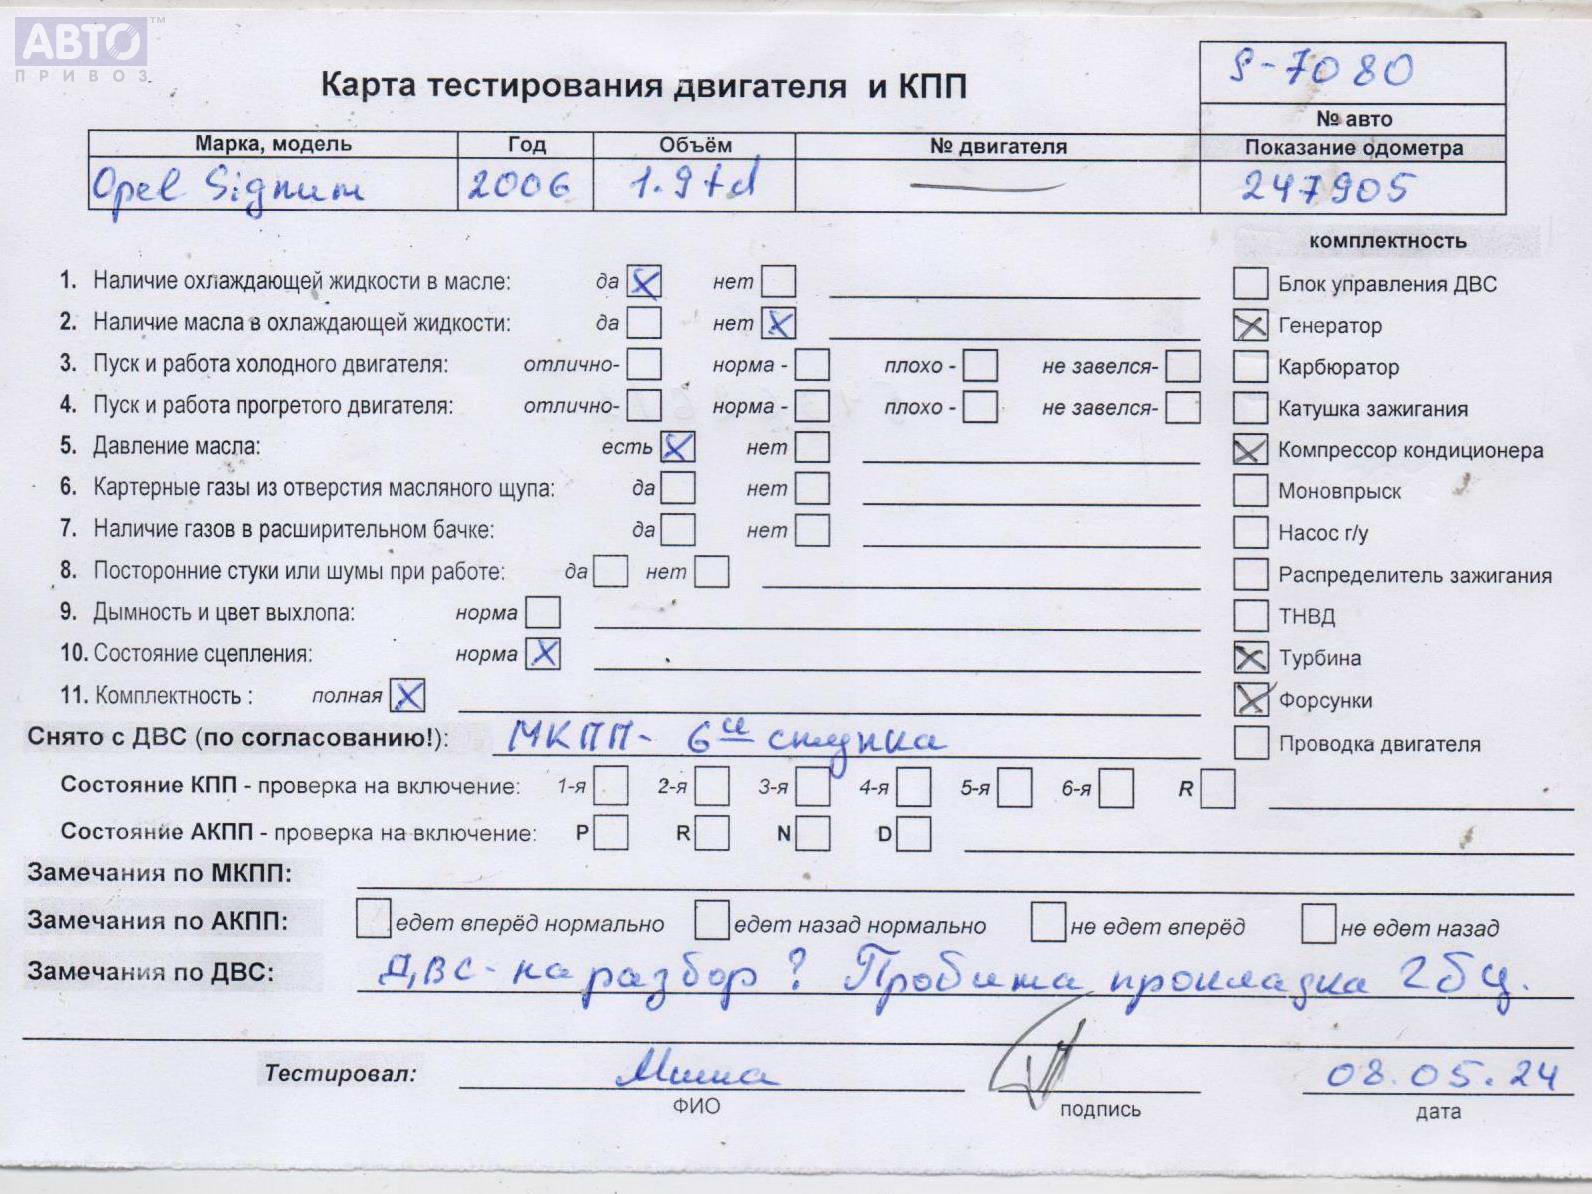 АВТО™
ПРИВОЗ
Карта тестирования двигателя и КПП
S-7080
№ авто
Марка, модель Год Объём № двигателя Показание одометра
Opel Signum 2006 1.9td — 247905
комплектность
1. Наличие охлаждающей жидкости в масле: да X нет Блок управления ДВС
2. Наличие масла в охлаждающей жидкости: да нет X X Генератор
3. Пуск и работа холодного двигателя: отлично- норма - плохо - не завелся- Карбюратор
4. Пуск и работа прогретого двигателя: отлично- норма - плохо - не завелся- Катушка зажигания
5. Давление масла: есть X нет X Компрессор кондиционера
6. Картерные газы из отверстия масляного щупа: да нет Моновпрыск
7. Наличие газов в расширительном бачке: да нет Насос г/у
8. Посторонние стуки или шумы при работе: да нет Распределитель зажигания
9. Дымность и цвет выхлопа: норма ТНВД
10. Состояние сцепления: норма X X Турбина
11. Комплектность : полная X X Форсунки
Снято с ДВС (по согласованию!): МКПП- 6и ступка Проводка двигателя
Состояние КПП - проверка на включение: 1-я 2-я 3-я 4-я 5-я 6-я R
Состояние АКПП - проверка на включение: P R N D
Замечания по МКПП:
Замечания по АКПП: едет вперёд нормально едет назад нормально не едет вперёд не едет назад
Замечания по ДВС: ДВС-на разбор? Пробита прокладка ГБЦ.
Тестировал: Миша 08.05.24
ФИО подпись дата